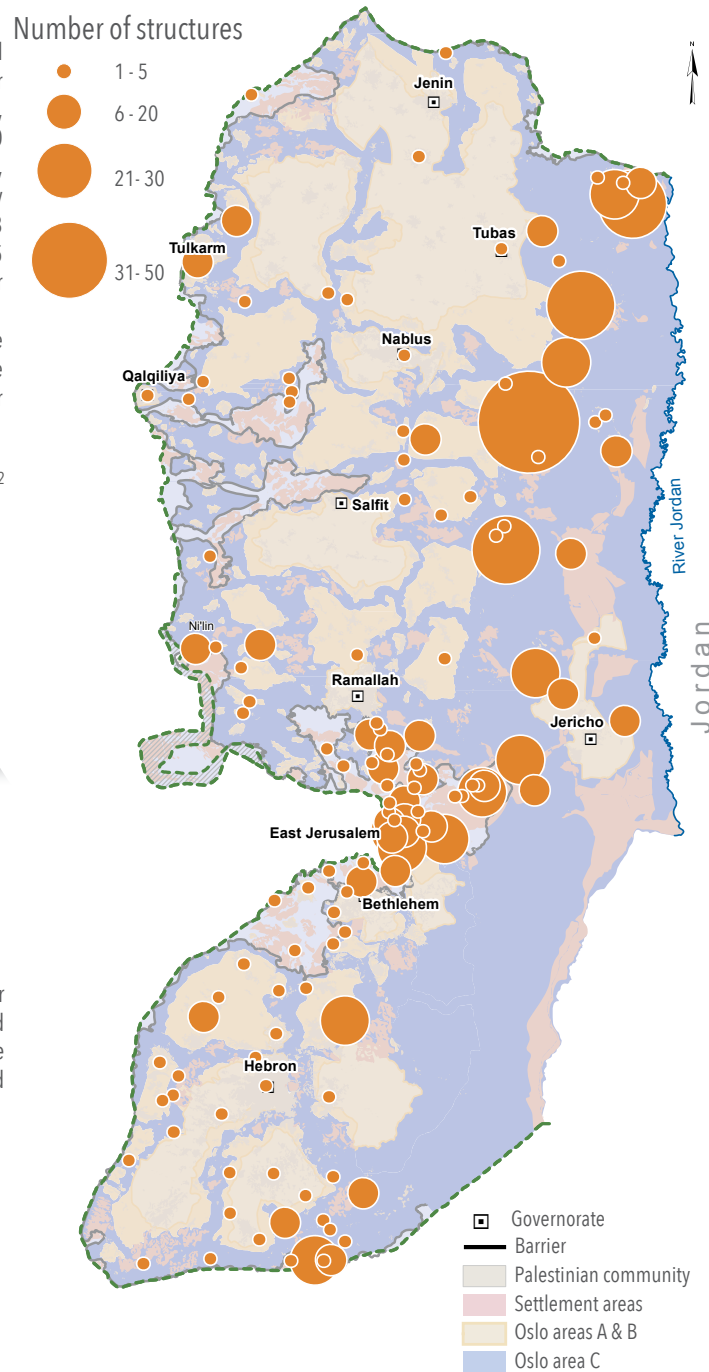 Number of structures
1 - 5
6 - 20
21 - 30
31 - 50
2
N
Jenin
Tulkarm
Tubas
Nablus
Qalqiliya
Salfit
River Jordan
Jordan
Ni'lin
Ramallah
Jericho
East Jerusalem
Bethlehem
Hebron
Governorate
Barrier
Palestinian community
Settlement areas
Oslo areas A & B
Oslo area C